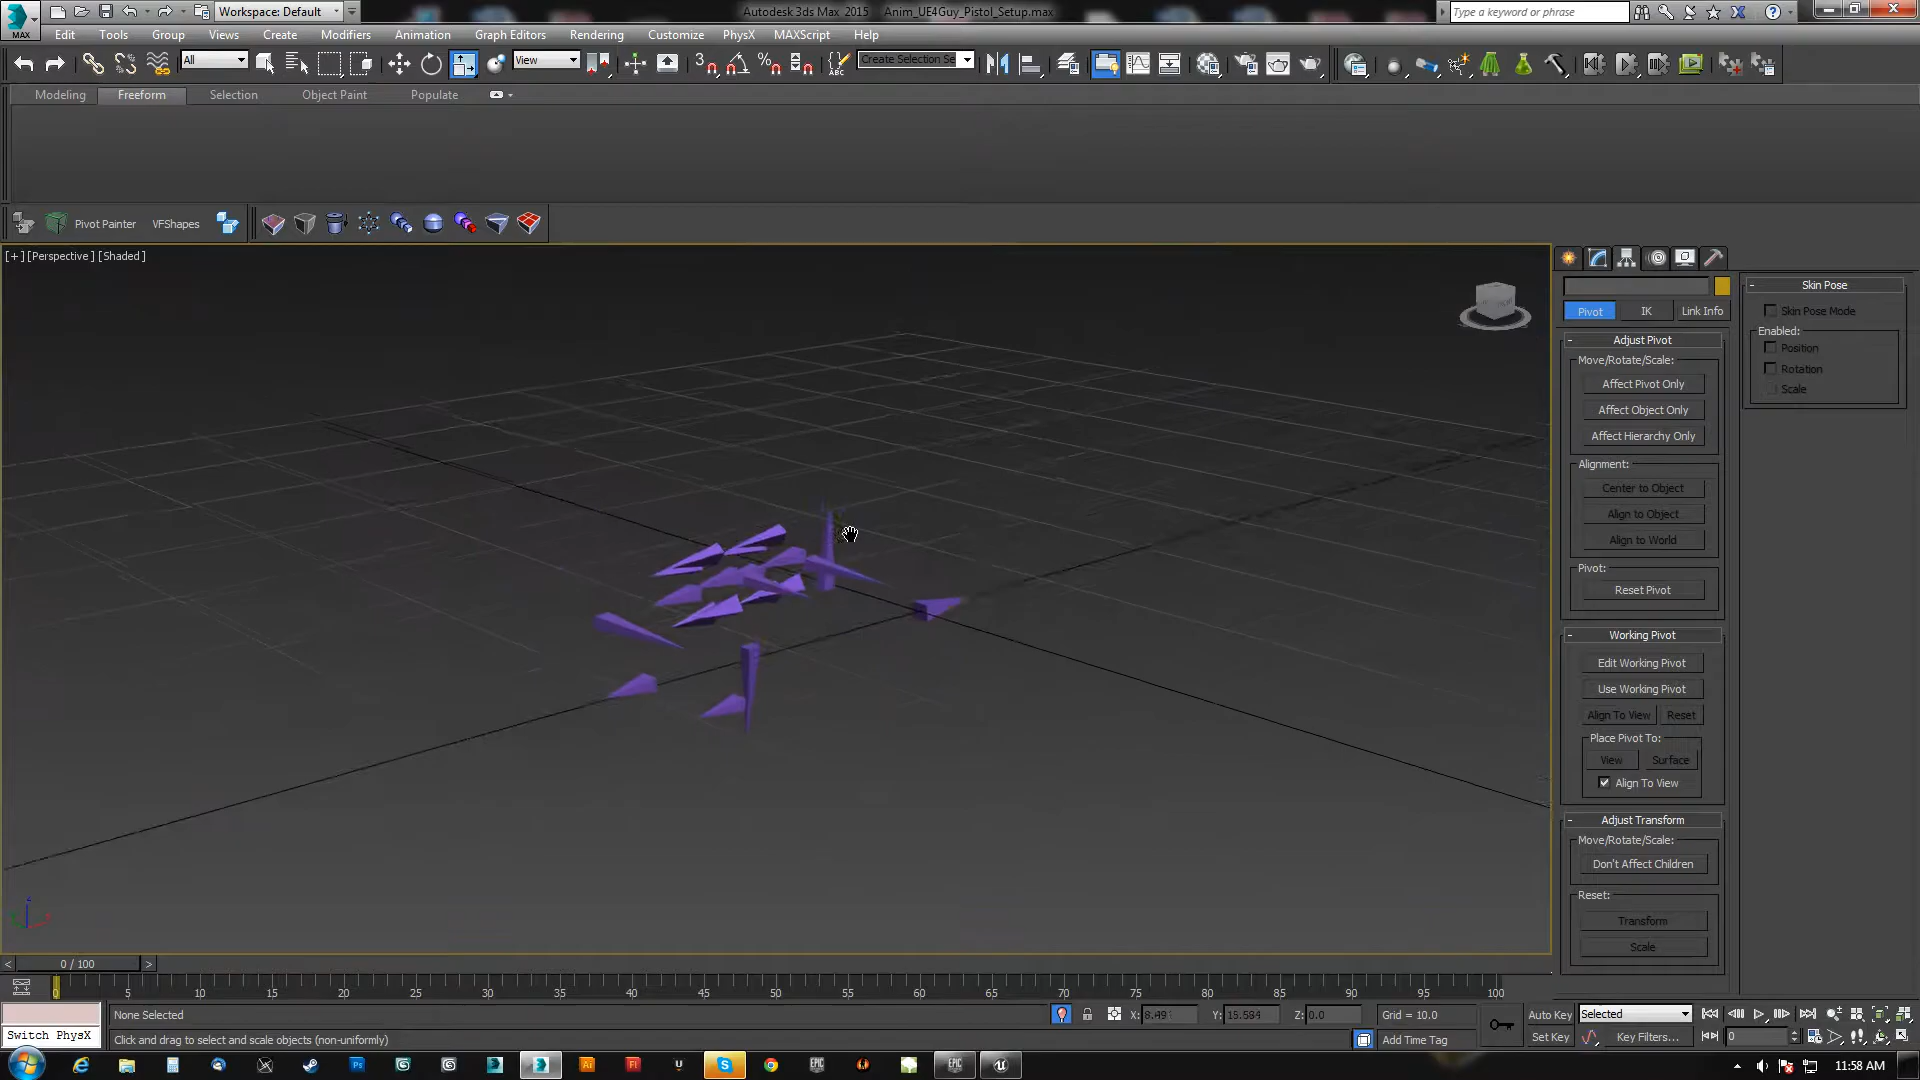 Workspace: Default
Autodesk 3ds Max 2015 Anim_UE4Guy_Pistol_Setup.max
Type a keyword or phrase
MAX
Edit Tools Group Views Create Modifiers Animation Graph Editors Rendering Customize PhysX MAXScript Help
All
View
3
ABC
Create Selection Se
Modeling Freeform Selection Object Paint Populate
Pivot Painter VFShapes
[+] [Perspective] [Shaded]
Pivot IK Link Info
- Adjust Pivot
Move/Rotate/Scale:
Affect Pivot Only
Affect Object Only
Affect Hierarchy Only
Alignment:
Center to Object
Align to Object
Align to World
Pivot:
Reset Pivot
- Working Pivot
Edit Working Pivot
Use Working Pivot
Align To View Reset
Place Pivot To:
View Surface
Align To View
- Adjust Transform
Move/Rotate/Scale:
Don't Affect Children
Reset:
Transform
Scale
- Skin Pose
Skin Pose Mode
Enabled:
Position
Rotation
Scale
< 0 / 100 >
0 5 10 15 20 25 30 35 40 45 50 55 60 65 70 75 80 85 90 95 100
None Selected
X: 8.491 Y: 15.584 Z: 0.0 Grid = 10.0 Auto Key Selected
Switch PhysX
Click and drag to select and scale objects (non-uniformly)
Add Time Tag Set Key Key Filters... 0
11:58 AM